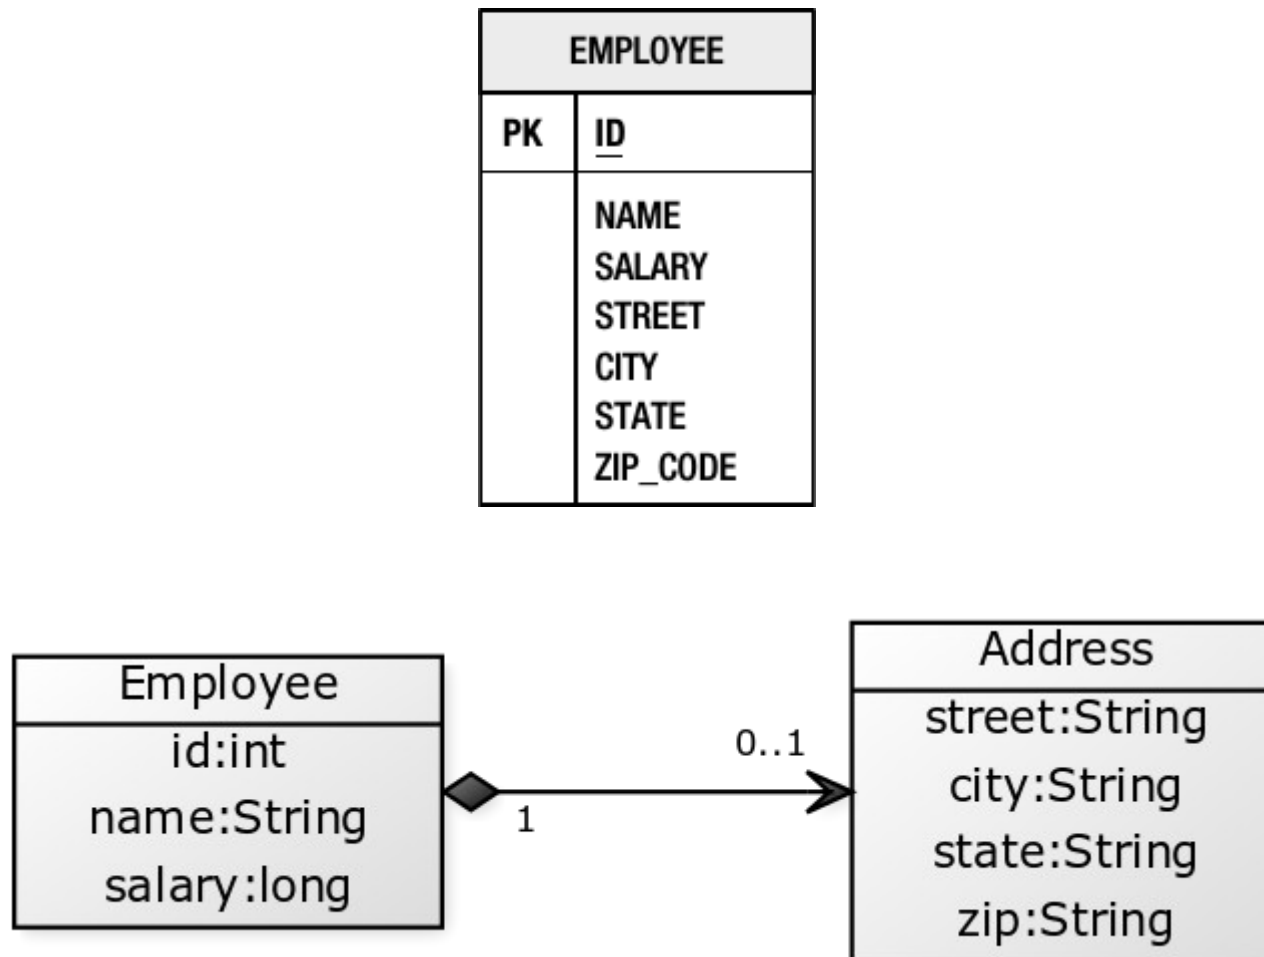 EMPLOYEE
PK ID
NAME
SALARY
STREET
CITY
STATE
ZIP_CODE
Employee
id:int
name:String
salary:long
1
0..1
Address
street:String
city:String
state:String
zip:String